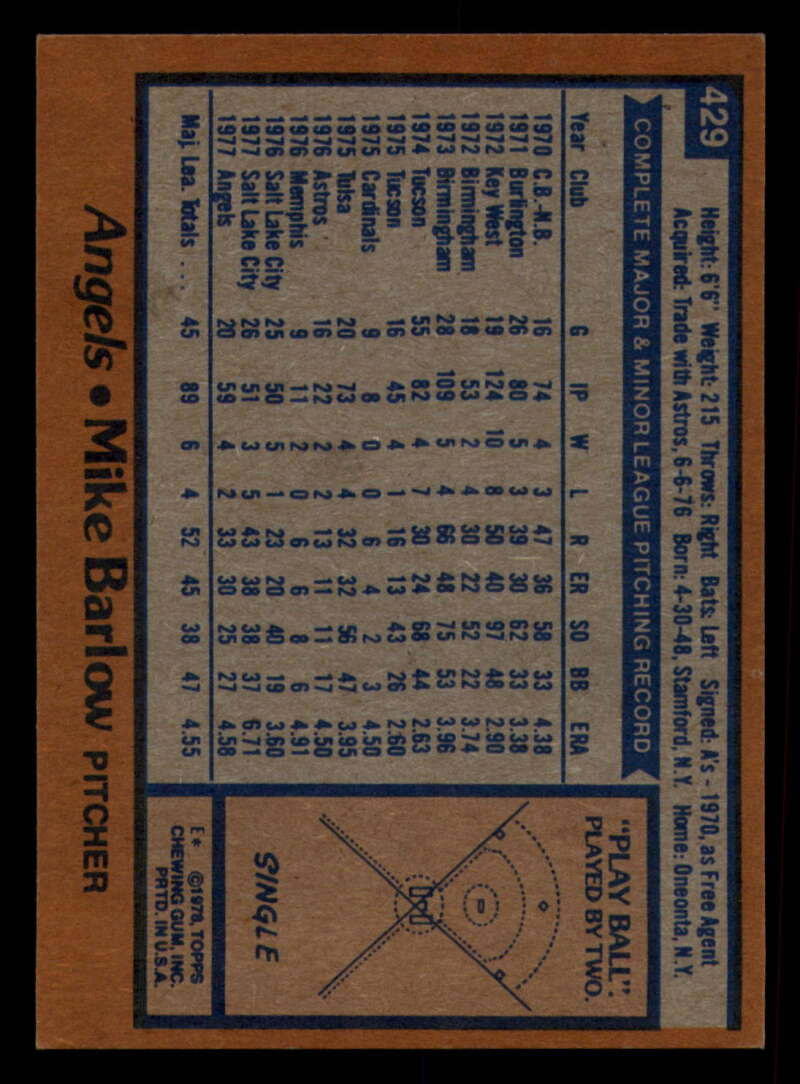 429
Height: 6'6" Weight: 215 Throws: Right Bats: Left Signed: A's - 1970, as Free Agent
Acquired: Trade with Astros, 6-6-76 Born: 4-30-48, Stamford, N.Y. Home: Oneonta, N.Y.
COMPLETE MAJOR & MINOR LEAGUE PITCHING RECORD
Year Club G IP W L R ER SO BB ERA
1970 C.B.-N.B. 16 74 4 3 47 36 58 33 4.38
1971 Burlington 26 80 5 3 39 30 62 33 3.38
1972 Key West 19 124 10 8 50 40 97 48 2.90
1972 Birmingham 18 53 2 4 30 22 52 22 3.74
1973 Birmingham 28 109 5 4 66 48 75 53 3.96
1974 Tucson 55 82 4 7 30 24 68 44 2.63
1975 Tucson 16 45 4 1 16 13 43 26 2.60
1975 Cardinals 9 8 0 0 6 4 2 3 4.50
1975 Tulsa 20 73 4 4 32 32 56 47 3.95
1976 Astros 16 22 2 2 13 11 11 17 4.50
1976 Memphis 9 11 2 0 6 6 8 6 4.91
1976 Salt Lake City 25 50 5 1 23 20 40 19 3.60
1977 Salt Lake City 26 51 3 5 43 38 38 37 6.71
1977 Angels 20 59 4 2 33 30 25 27 4.58
Maj. Lea. Totals . . . 45 89 6 4 52 45 38 47 4.55
"PLAY BALL":
PLAYED BY TWO.
SINGLE
E* ©1978, TOPPS
CHEWING GUM, INC.
PRTD. IN U.S.A.
Angels • Mike Barlow PITCHER